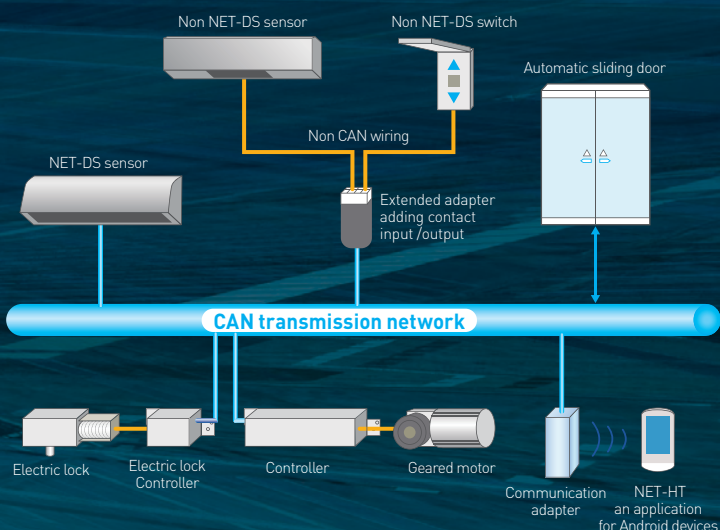 Non NET-DS sensor
Non NET-DS switch
Automatic sliding door
Non CAN wiring
NET-DS sensor
Extended adapter
adding contact
input /output
CAN transmission network
Electric lock
Electric lock
Controller
Controller
Geared motor
Communication
adapter
NET-HT
an application
for Android devices